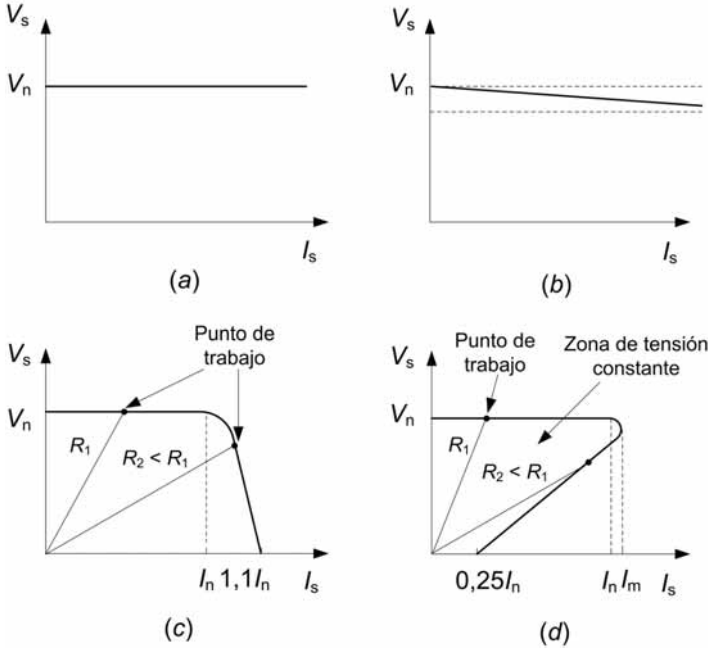 Vs
Vn
Is
(a)
Vs
Vn
Is
(b)
Punto de
trabajo
Vs
Vn
R1
R2 < R1
In 1,1In Is
(c)
Punto de
trabajo
Zona de tensión
constante
Vs
Vn
R1
R2 < R1
0,25In In Im Is
(d)